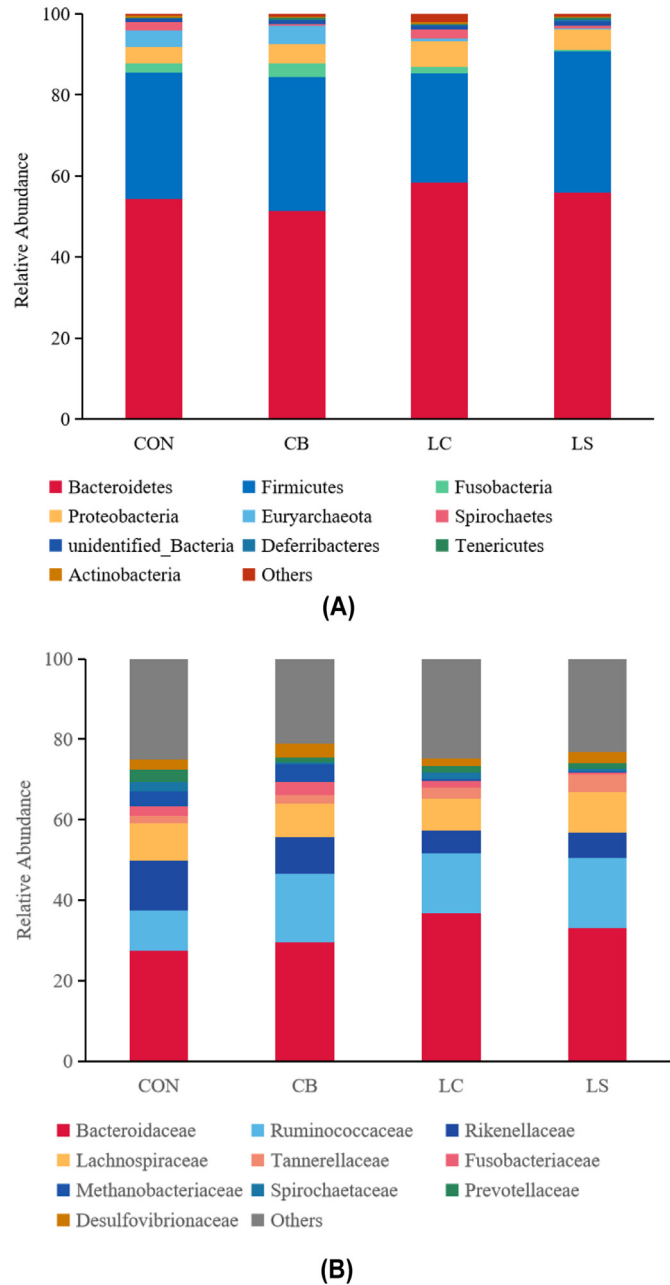 100
80
60
40
20
0
Relative Abundance
CON CB LC LS
Bacteroidetes Firmicutes Fusobacteria
Proteobacteria Euryarchaeota Spirochaetes
unidentified_Bacteria Deferribacteres Tenericutes
Actinobacteria Others
(A)
100
80
60
40
20
0
Relative Abundance
CON CB LC LS
Bacteroidaceae Ruminococcaceae Rikenellaceae
Lachnospiraceae Tannerellaceae Fusobacteriaceae
Methanobacteriaceae Spirochaetaceae Prevotellaceae
Desulfovibrionaceae Others
(B)